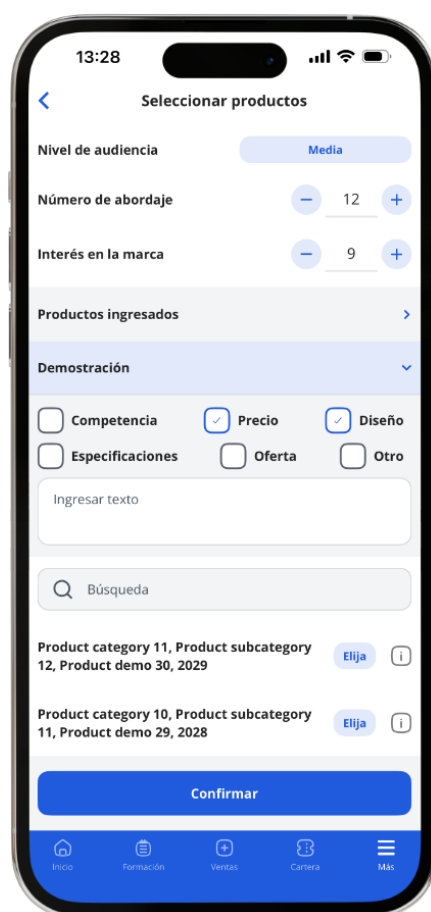 13:28
Seleccionar productos
Nivel de audiencia Media
Número de abordaje 12
Interés en la marca 9
Productos ingresados
Demostración
Competencia Precio Diseño
Especificaciones Oferta Otro
Ingresar texto
Búsqueda
Product category 11, Product subcategory
12, Product demo 30, 2029
Elija
Product category 10, Product subcategory
11, Product demo 29, 2028
Elija
Confirmar
Inicio Formación Ventas Cartera Más